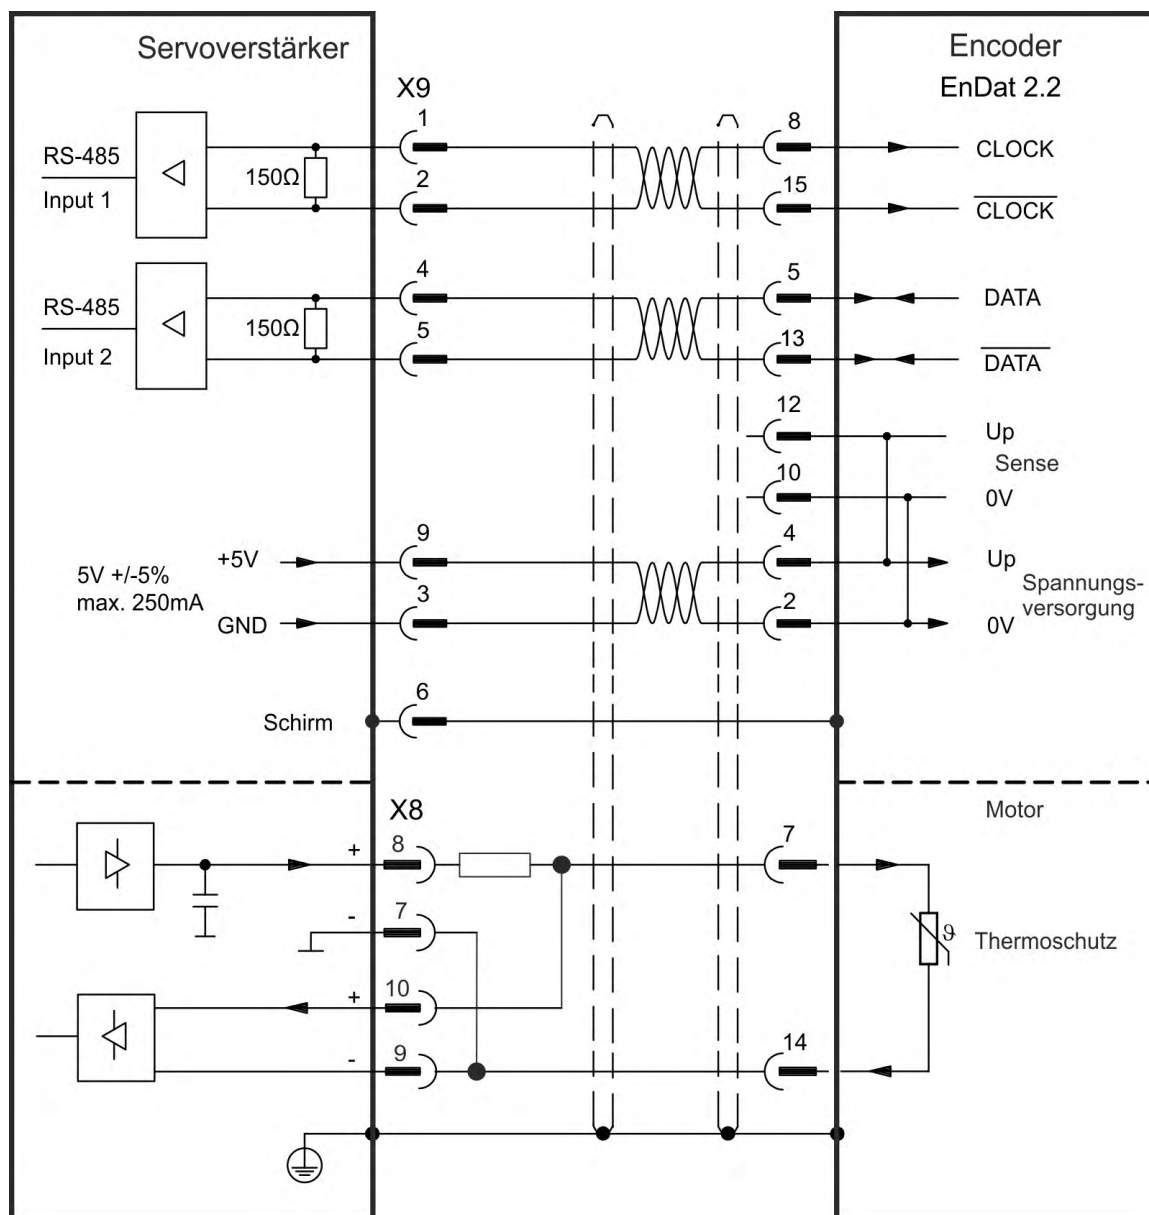 Servoverstärker
Encoder
EnDat 2.2
X9
1
8
RS-485
150Ω
CLOCK
Input 1
2
15
CLOCK
4
5
RS-485
150Ω
DATA
Input 2
5
13
DATA
12
Up
Sense
10
0V
9
4
+5V
Up
5V +/-5%
max. 250mA
Spannungs-
versorgung
3
2
GND
0V
6
Schirm
Motor
X8
+
8
7
-
7
ϑ
Thermoschutz
+
10
-
9
14